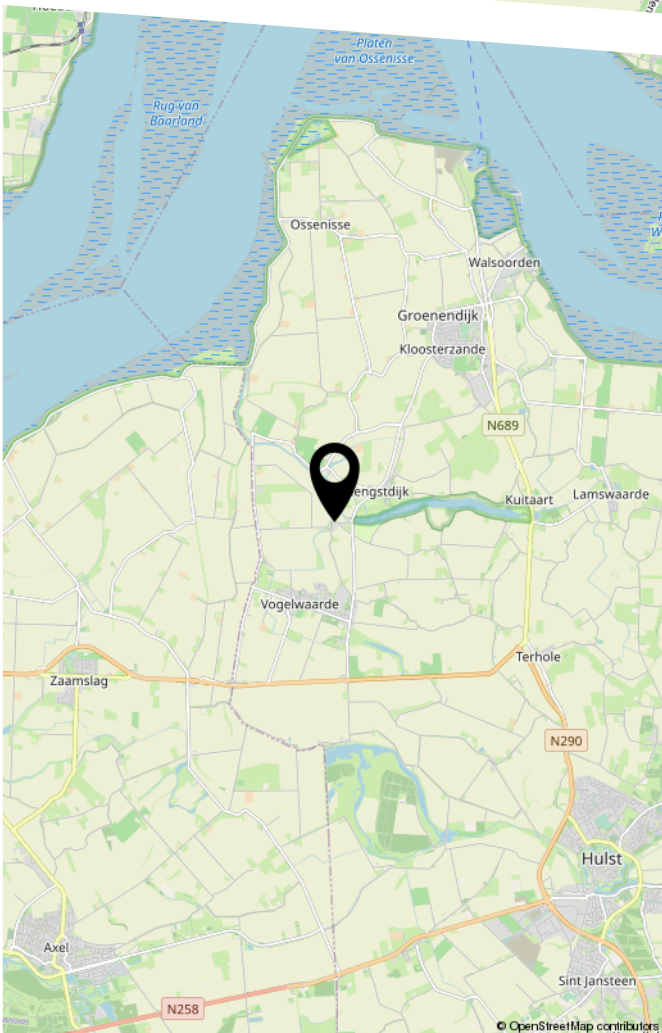 Platen
van Ossenisse
Rug van
Baarland
Ossenisse
Walsoorden
Groenendijk
Kloosterzande
N689
engstdijk
Kuitaart
Lamswaarde
Vogelwaarde
Terhole
Zaamslag
N290
Hulst
Axel
Sint Jansteen
N258
© OpenStreetMap contributors